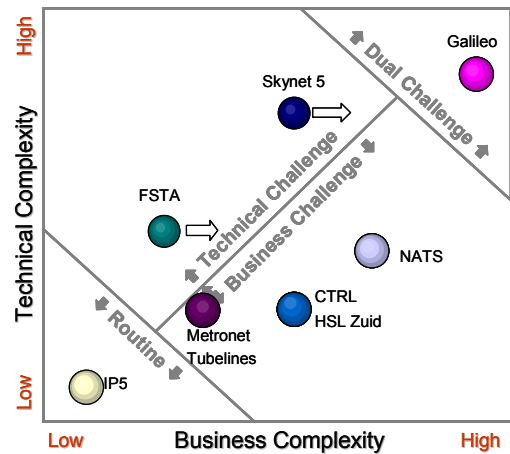 High
Galileo
Dual Challenge
Skynet 5
Technical Complexity
Technical Challenge
Business Challenge
FSTA
NATS
CTRL
HSL Zuid
Metronet
Tubelines
Routine
IP5
Low
Low
Business Complexity
High